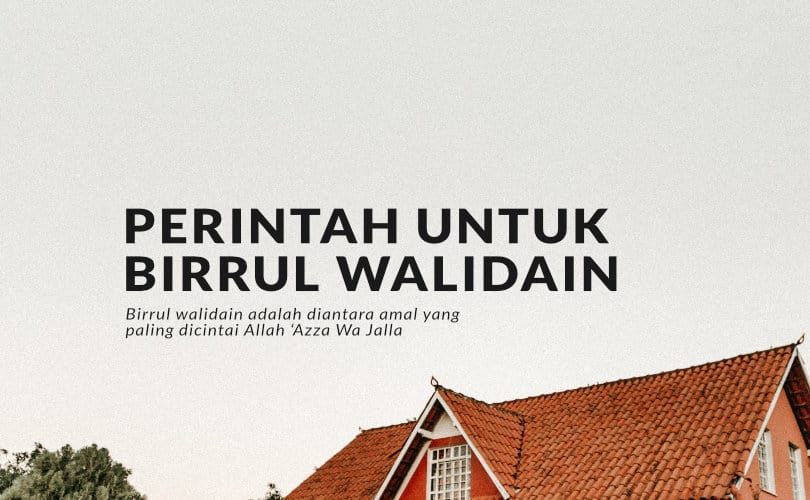 PERINTAH UNTUK
BIRRUL WALIDAIN
Birrul walidain adalah diantara amal yang
paling dicintai Allah ‘Azza Wa Jalla